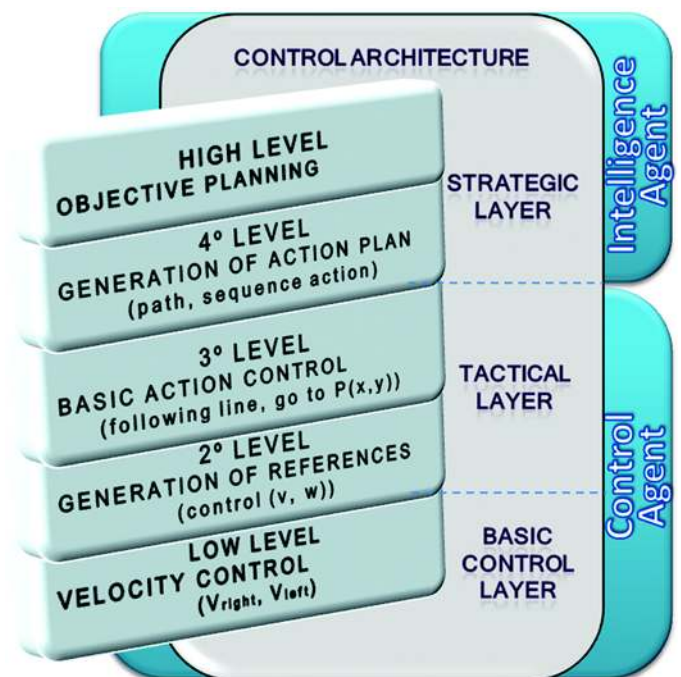 CONTROL ARCHITECTURE
HIGH LEVEL
OBJECTIVE PLANNING
4º LEVEL
GENERATION OF ACTION PLAN
(path, sequence action)
3º LEVEL
BASIC ACTION CONTROL
(following line, go to P(x,y))
2º LEVEL
GENERATION OF REFERENCES
(control (v, w))
LOW LEVEL
VELOCITY CONTROL
(Vright, Vleft)
STRATEGIC
LAYER
TACTICAL
LAYER
BASIC
CONTROL
LAYER
Intelligence
Agent
Control
Agent